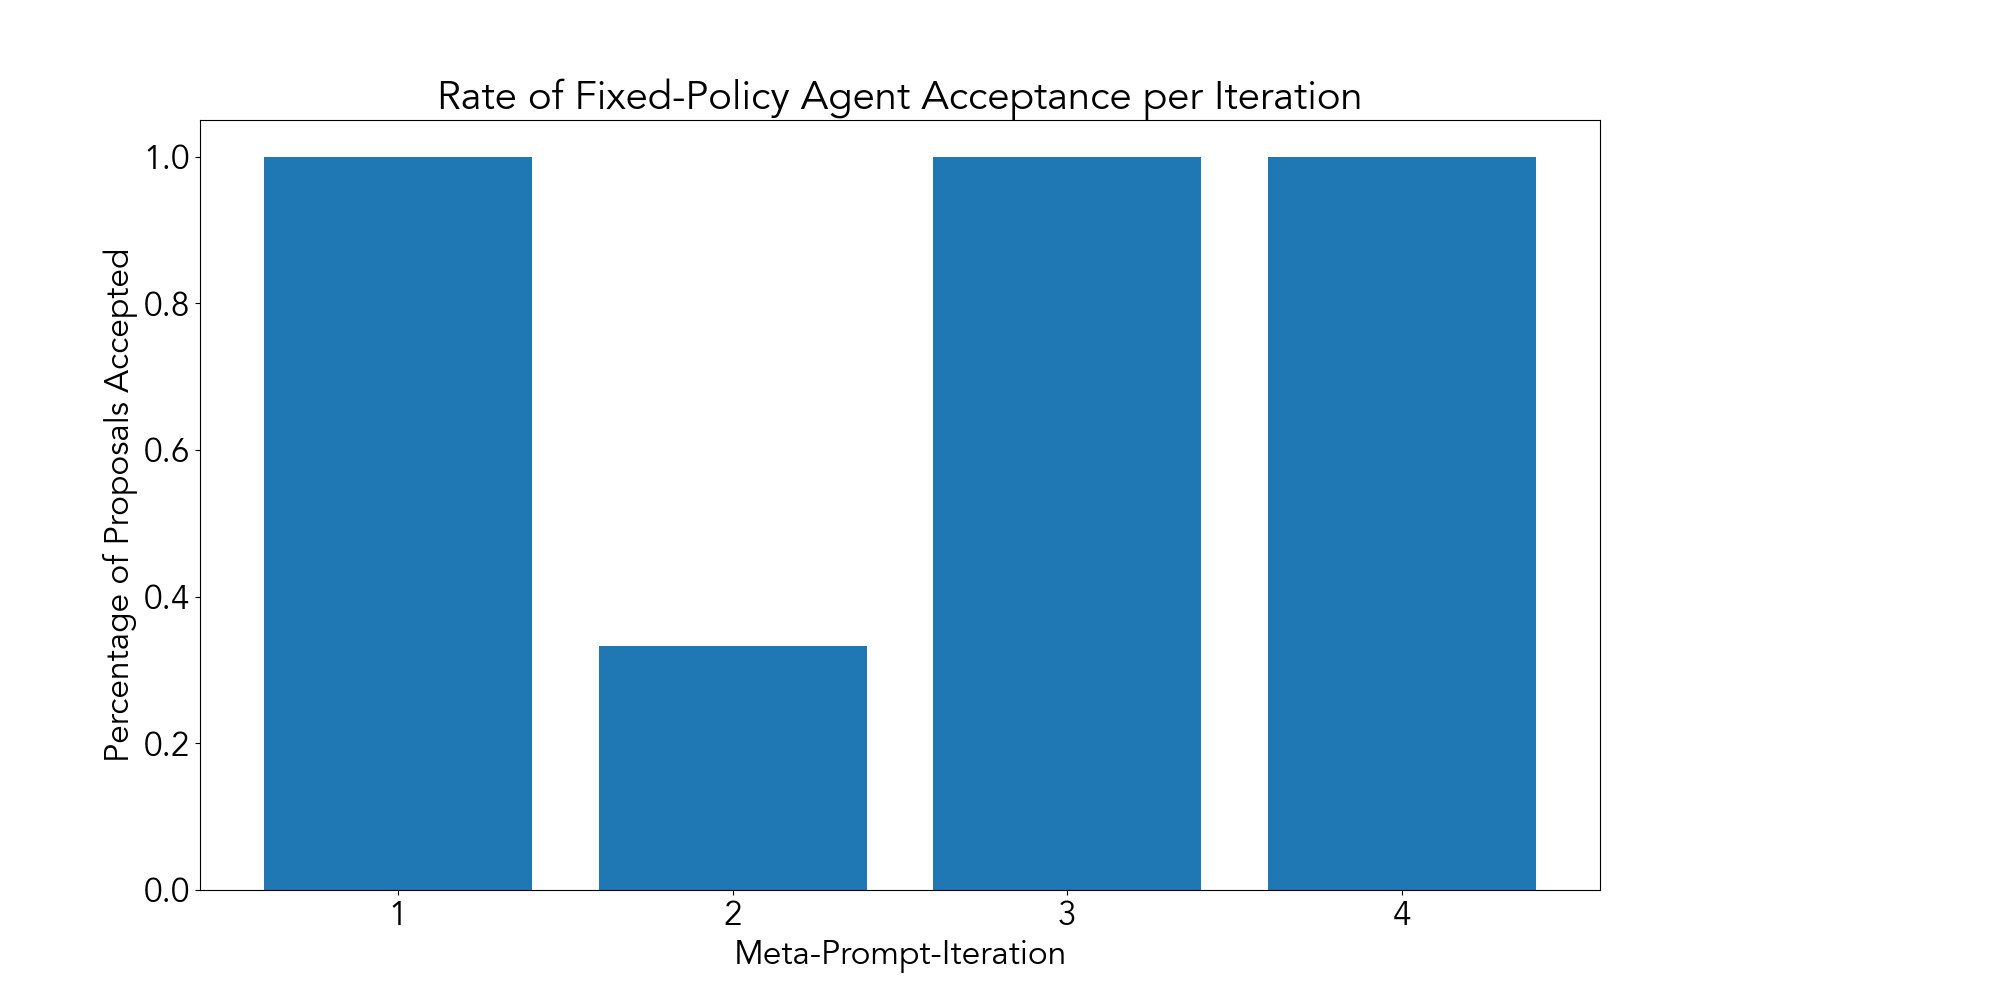 Rate of Fixed-Policy Agent Acceptance per Iteration
Percentage of Proposals Accepted
1.0
0.8
0.6
0.4
0.2
0.0
1 2 3 4
Meta-Prompt-Iteration